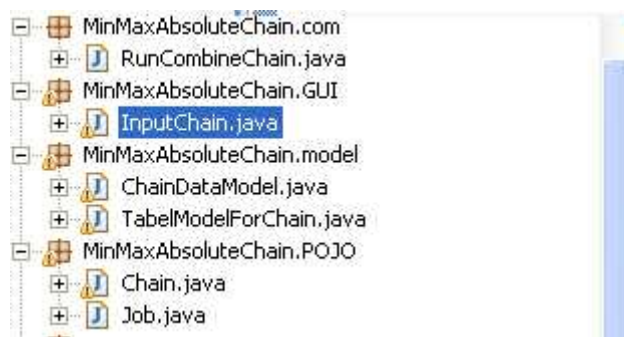 MinMaxAbsoluteChain.com
RunCombineChain.java
MinMaxAbsoluteChain.GUI
InputChain.java
MinMaxAbsoluteChain.model
ChainDataModel.java
TabelModelForChain.java
MinMaxAbsoluteChain.POJO
Chain.java
Job.java